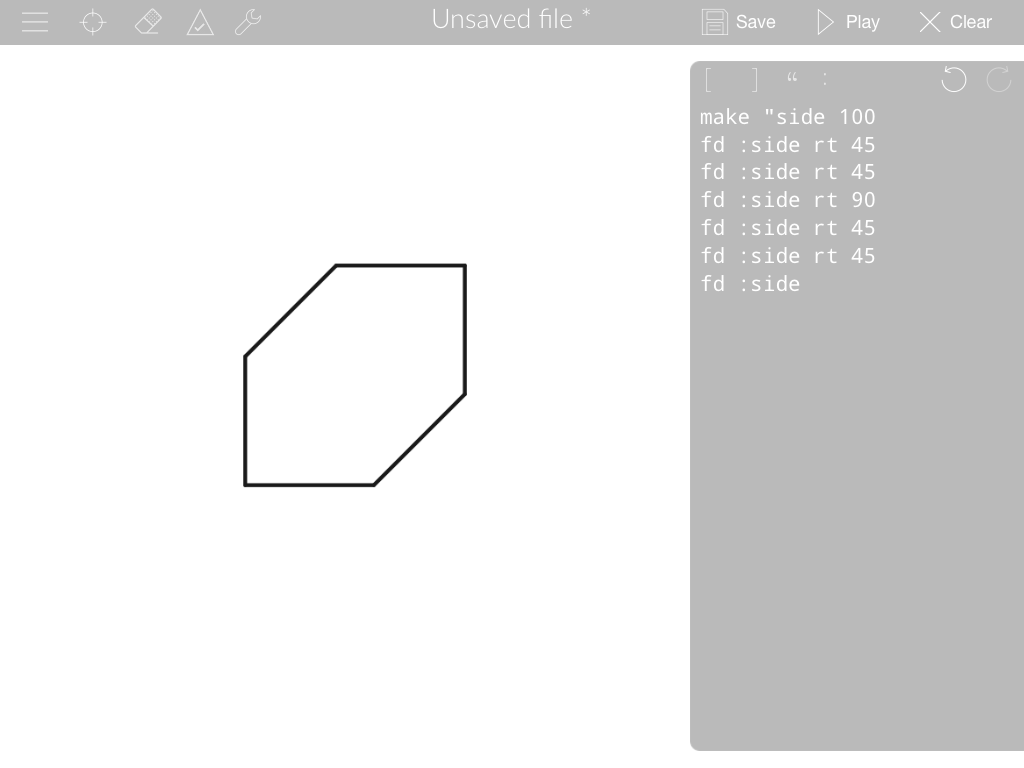 Unsaved file *
Save
Play
Clear
[ ] “ :
make "side 100
fd :side rt 45
fd :side rt 45
fd :side rt 90
fd :side rt 45
fd :side rt 45
fd :side